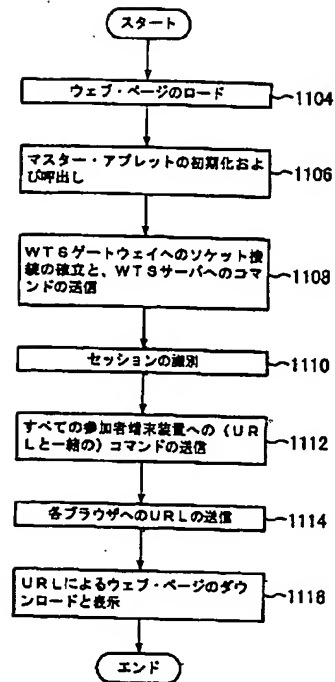 スタート
ウェブ・ページのロード
1104
マスター・アプレットの初期化およ
び呼出し
1106
WTSゲートウェイへのソケット接
続の確立と、WTSサーバへのコマ
ンドの送信
1108
セッションの識別
1110
すべての参加者端末装置への(UR
Lと一緒の)コマンドの送信
1112
各ブラウザへのURLの送信
1114
URLによるウェブ・ページのダウ
ンロードと表示
1118
エンド